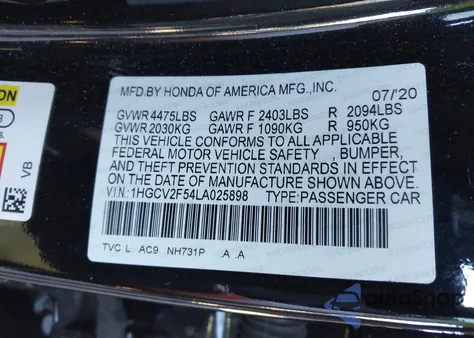 MFD.BY HONDA OF AMERICA MFG.,INC. 07/20
GVWR 4475LBS GAWR F 2403LBS R 2094LBS
GVWR 2030KG GAWR F 1090KG R 950KG
THIS VEHICLE CONFORMS TO ALL APPLICABLE
FEDERAL MOTOR VEHICLE SAFETY , BUMPER,
AND THEFT PREVENTION STANDARDS IN EFFECT
ON THE DATE OF MANUFACTURE SHOWN ABOVE.
V I N: 1HGCV2F54LA025898 TYPE:PASSENGER CAR
TVC L AC9 NH731P .A .A
VB
autoSnap